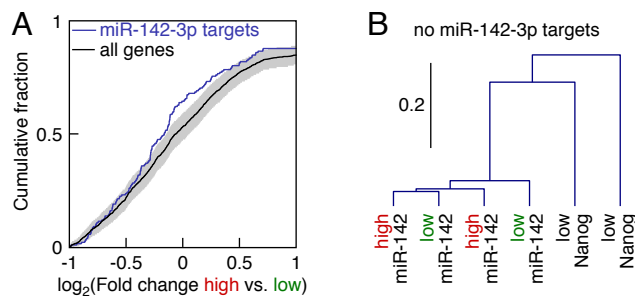 A
miR-142-3p targets
all genes
Cumulative fraction
1
0.5
0
-1
-0.5
0
0.5
1
log2(Fold change high vs. low)
B
no miR-142-3p targets
0.2
high
miR-142
low
miR-142
high
miR-142
low
miR-142
low
Nanog
low
Nanog